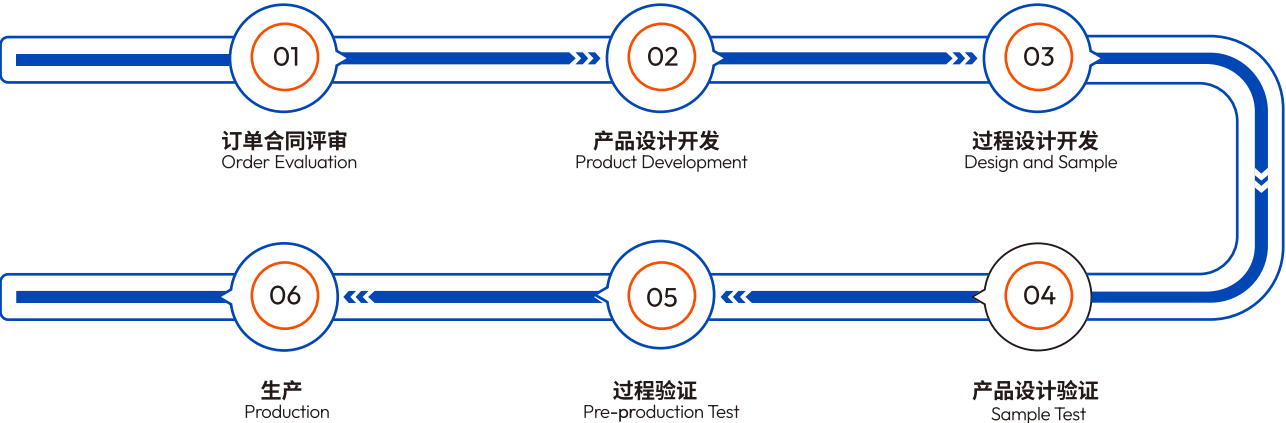 01
订单合同评审
Order Evaluation
02
产品设计开发
Product Development
03
过程设计开发
Design and Sample
04
产品设计验证
Sample Test
05
过程验证
Pre-production Test
06
生产
Production